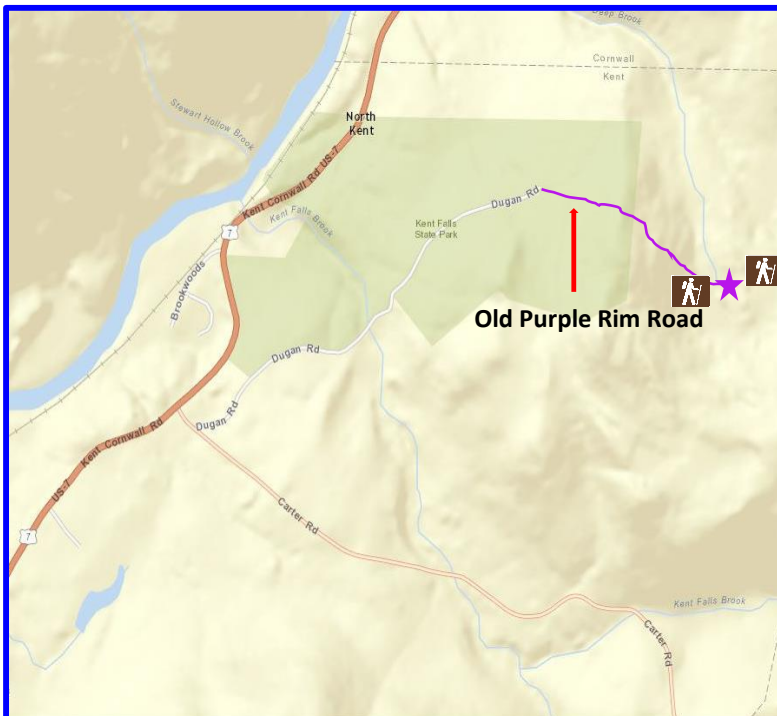 Deep Brook
Cornwall
Kent
Stewart Hollow Brook
North
Kent
Kent Cornwall Rd US-7
Dugan Rd
Kent Falls Brook
Kent Falls
State Park
7
Brookwoods
Old Purple Rim Road
Dugan Rd
Dugan Rd
US-7 Kent Cornwall Rd
Carter Rd
7
Kent Falls Brook
Carter Rd